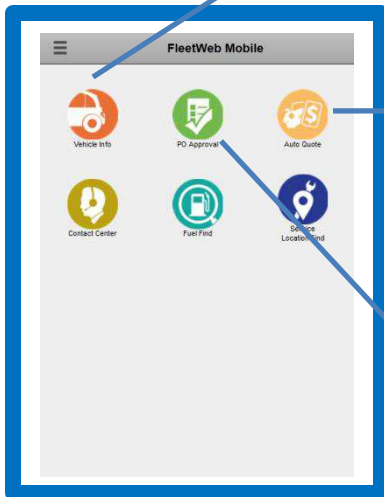 FleetWeb Mobile
Vehicle Info
PO Approval
Auto Quote
Contact Center
Fuel Find
Service
Location Find